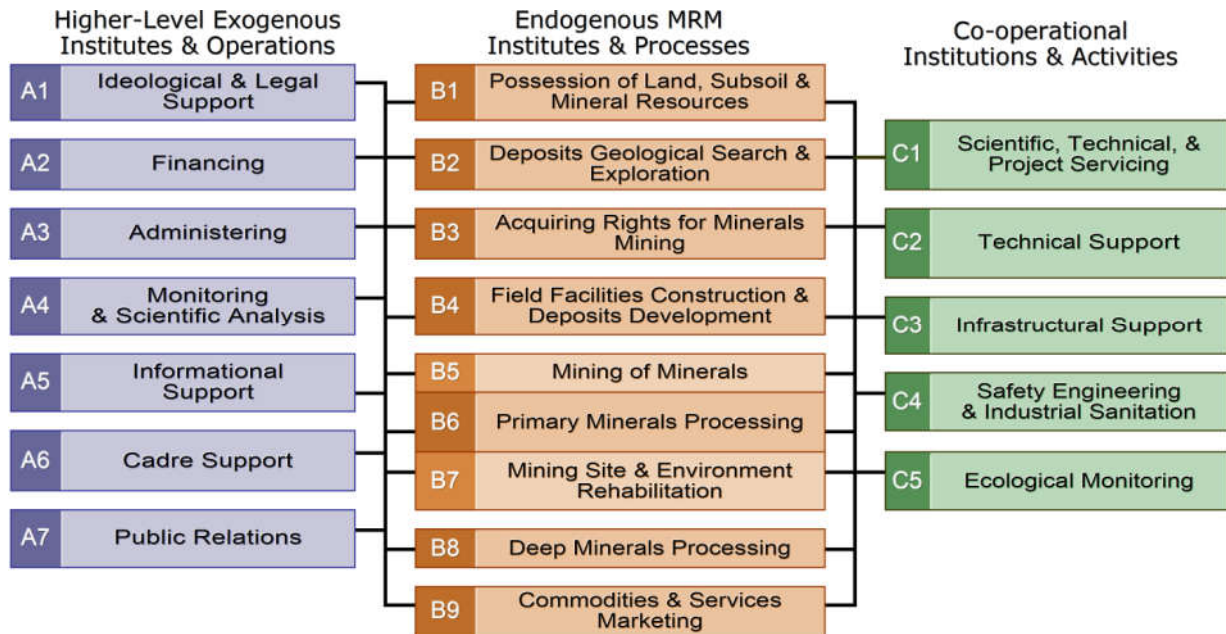 Higher-Level Exogenous
Institutes & Operations
A1
Ideological & Legal
Support
A2
Financing
A3
Administering
A4
Monitoring
& Scientific Analysis
A5
Informational
Support
A6
Cadre Support
A7
Public Relations
Endogenous MRM
Institutes & Processes
B1
Possession of Land, Subsoil &
Mineral Resources
B2
Deposits Geological Search &
Exploration
B3
Acquiring Rights for Minerals
Mining
B4
Field Facilities Construction &
Deposits Development
B5
Mining of Minerals
B6
Primary Minerals Processing
B7
Mining Site & Environment
Rehabilitation
B8
Deep Minerals Processing
B9
Commodities & Services
Marketing
Co-operational
Institutions & Activities
C1
Scientific, Technical, &
Project Servicing
C2
Technical Support
C3
Infrastructural Support
C4
Safety Engineering
& Industrial Sanitation
C5
Ecological Monitoring